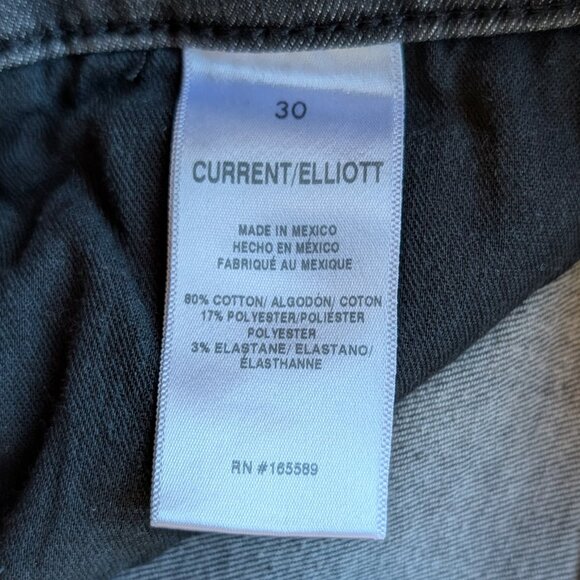 30
CURRENT/ELLIOTT
MADE IN MEXICO
HECHO EN MÉXICO
FABRIQUÉ AU MEXIQUE
80% COTTON/ ALGODÓN/ COTON
17% POLYESTER/POLIÉSTER
POLYESTER
3% ELASTANE/ ELASTANO/
ÉLASTHANNE
RN #165589